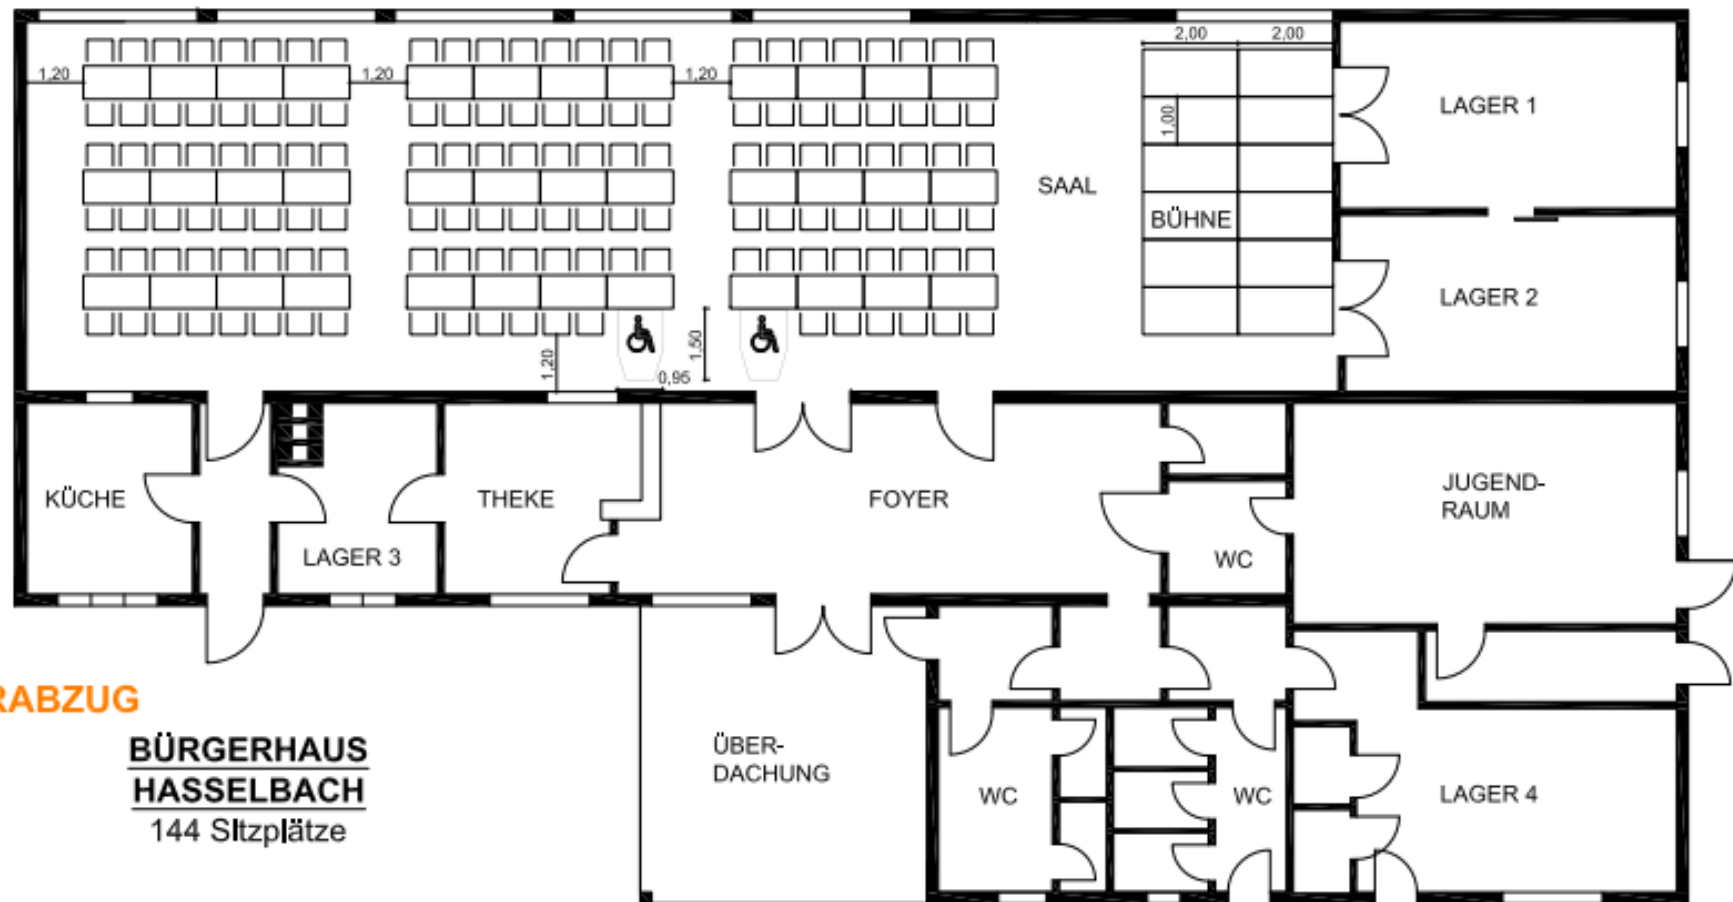 2,00 2,00
1,20 1,20 1,20
LAGER 1
1,00
SAAL
BÜHNE
LAGER 2
1,20
1,50
0,95
KÜCHE
THEKE
FOYER
JUGEND-
RAUM
LAGER 3
WC
RABZUG
BÜRGERHAUS
HASSELBACH
144 SItzplätze
ÜBER-
DACHUNG
WC
WC
LAGER 4